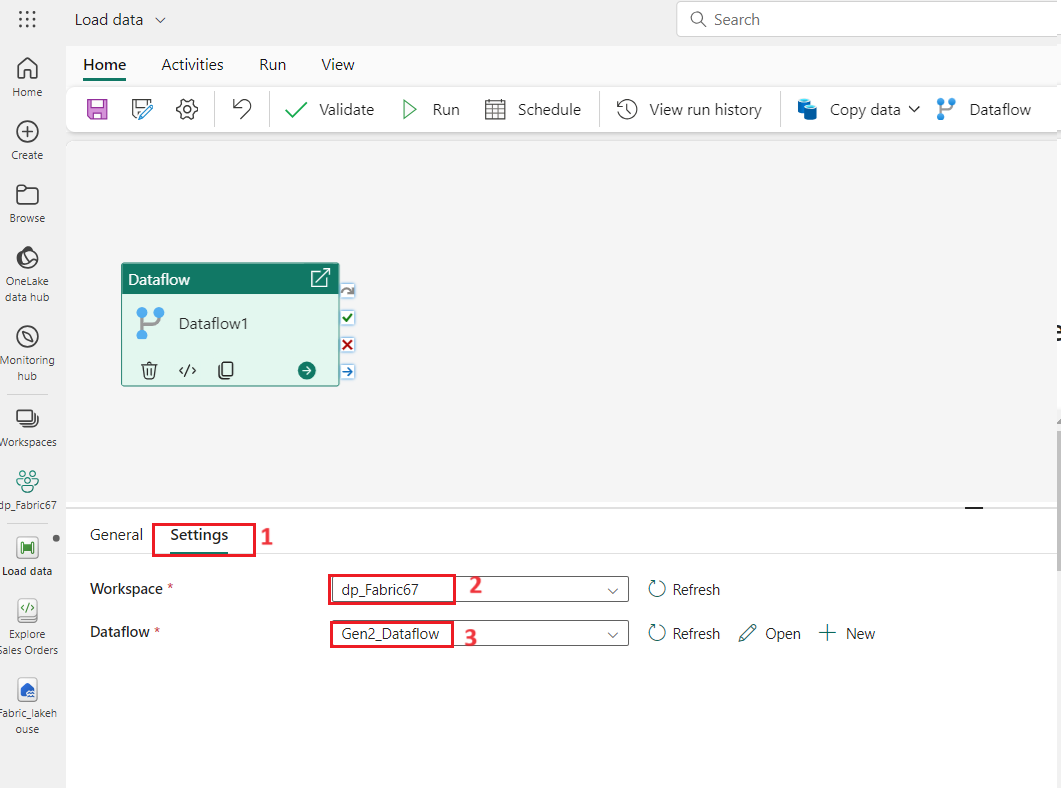 Load data
Search
Home
Activities
Run
View
Validate
Run
Schedule
View run history
Copy data
Dataflow
Home
Create
Browse
OneLake
data hub
Monitoring
hub
Workspaces
dp_Fabric67
Load data
Explore
Sales Orders
Fabric_lakeh
ouse
Dataflow
Dataflow1
General
Settings
1
Workspace *
dp_Fabric67
2
Refresh
Dataflow *
Gen2_Dataflow
3
Refresh
Open
New